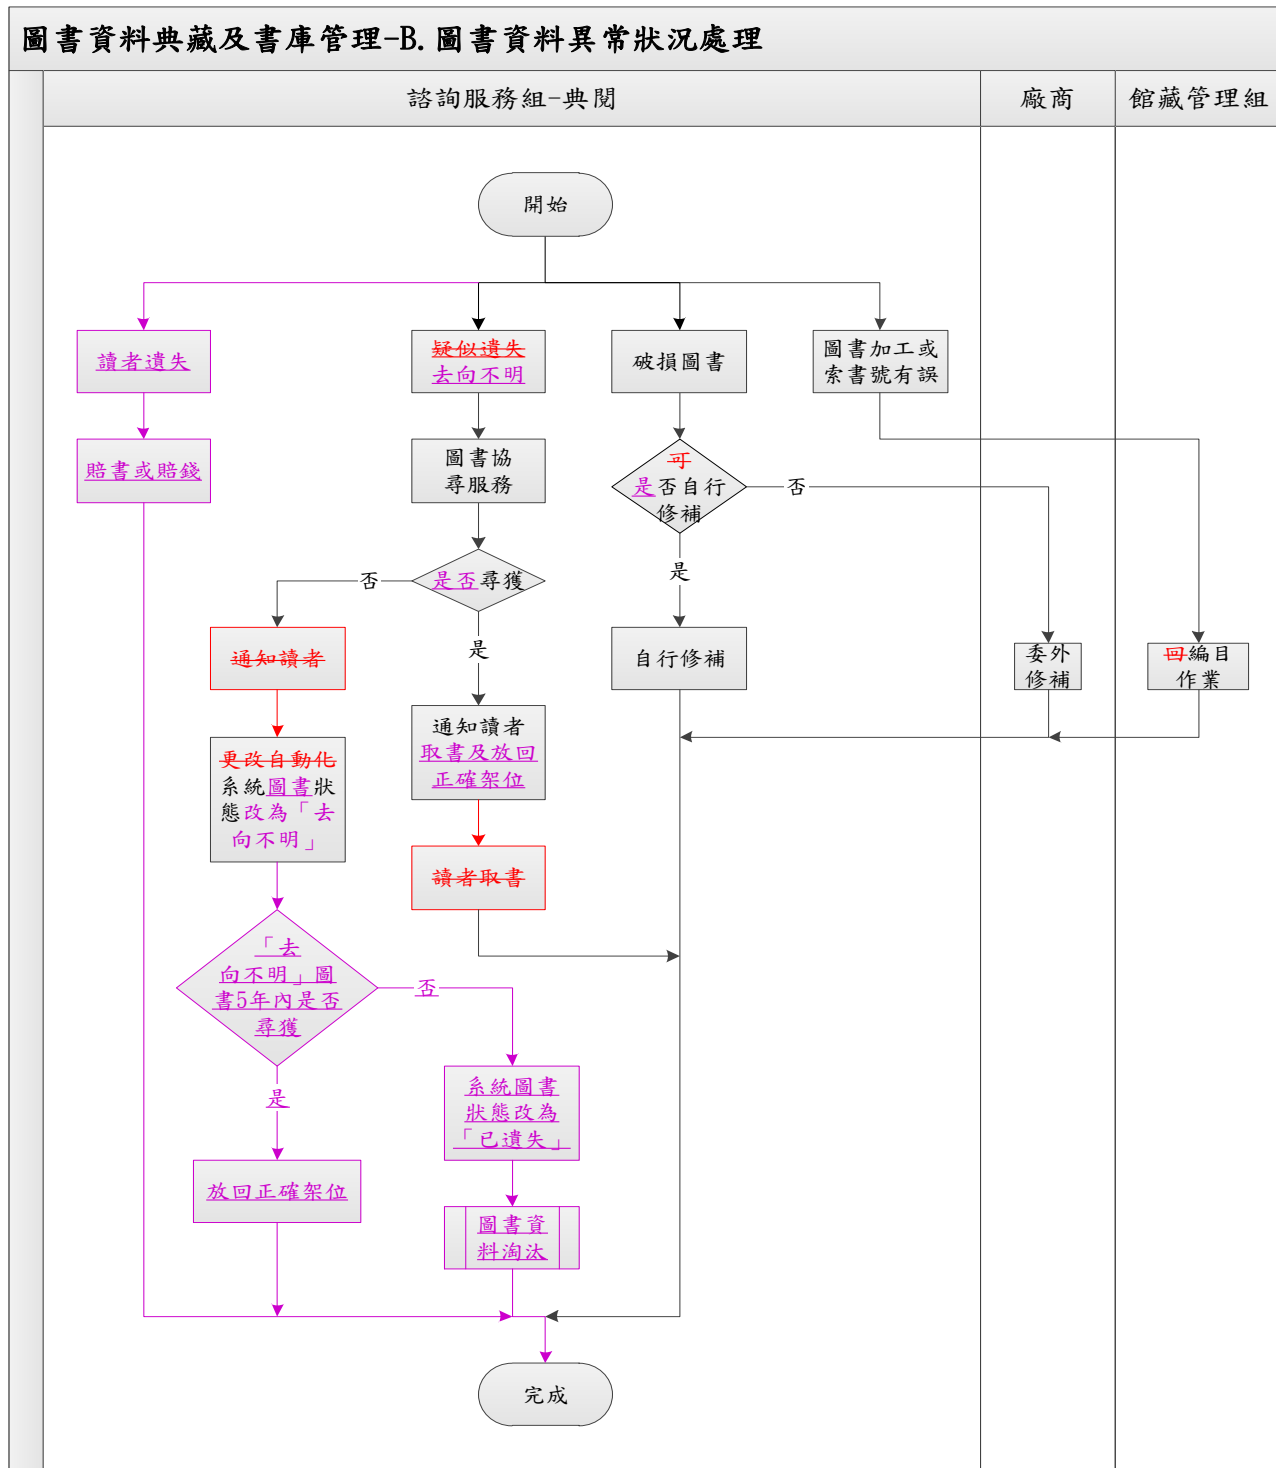 圖書資料典藏及書庫管理-B.圖書資料異常狀況處理
諮詢服務組-典閱
廠商
館藏管理組
開始
讀者遺失
疑似遺失
去向不明
破損圖書
圖書加工或
索書號有誤
賠書或賠錢
圖書協
尋服務
可
是否自行
修補
否
是否尋獲
否
是
是
通知讀者
自行修補
委外
修補
回編目
作業
更改自動化
系統圖書狀
態改為「去
向不明」
通知讀者
取書及放回
正確架位
讀者取書
「去
向不明」圖
書5年內是否
尋獲
否
是
系統圖書
狀態改為
「已遺失」
放回正確架位
圖書資
料淘汰
完成